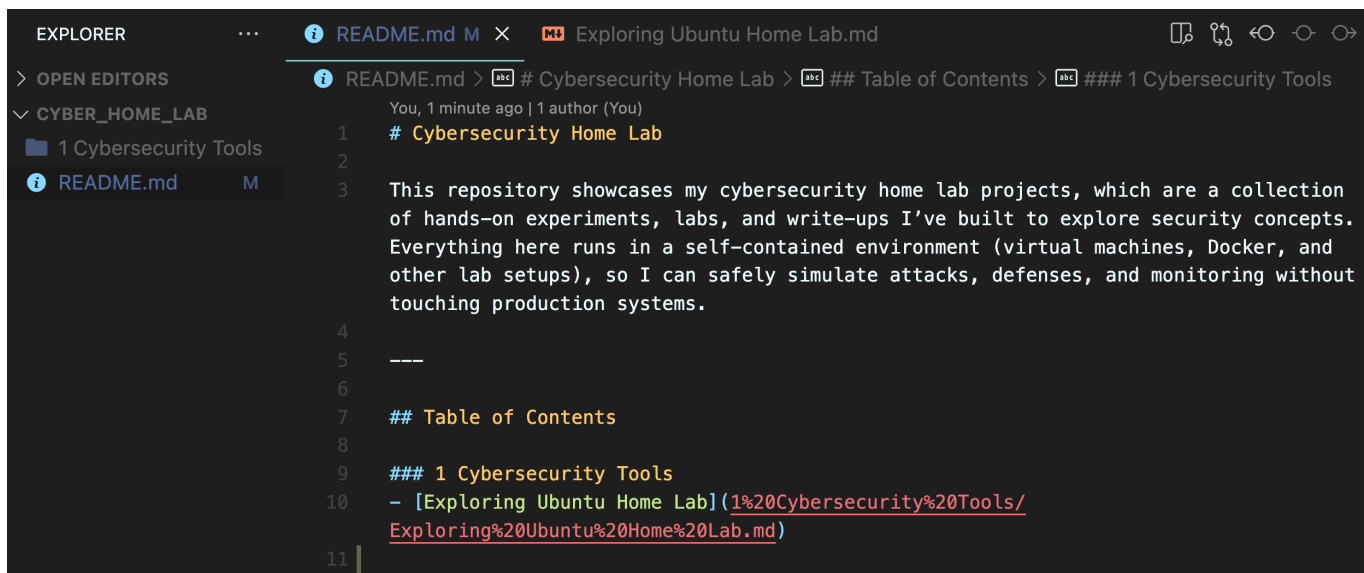 EXPLORER
···
README.md M
Exploring Ubuntu Home Lab.md
OPEN EDITORS
CYBER_HOME_LAB
1 Cybersecurity Tools
README.md M
README.md > # Cybersecurity Home Lab > ## Table of Contents > ### 1 Cybersecurity Tools
You, 1 minute ago | 1 author (You)
1 # Cybersecurity Home Lab
2
3 This repository showcases my cybersecurity home lab projects, which are a collection
of hands-on experiments, labs, and write-ups I’ve built to explore security concepts.
Everything here runs in a self-contained environment (virtual machines, Docker, and
other lab setups), so I can safely simulate attacks, defenses, and monitoring without
touching production systems.
4
5 ---
6
7 ## Table of Contents
8
9 ### 1 Cybersecurity Tools
10 - [Exploring Ubuntu Home Lab](1%20Cybersecurity%20Tools/
Exploring%20Ubuntu%20Home%20Lab.md)
11